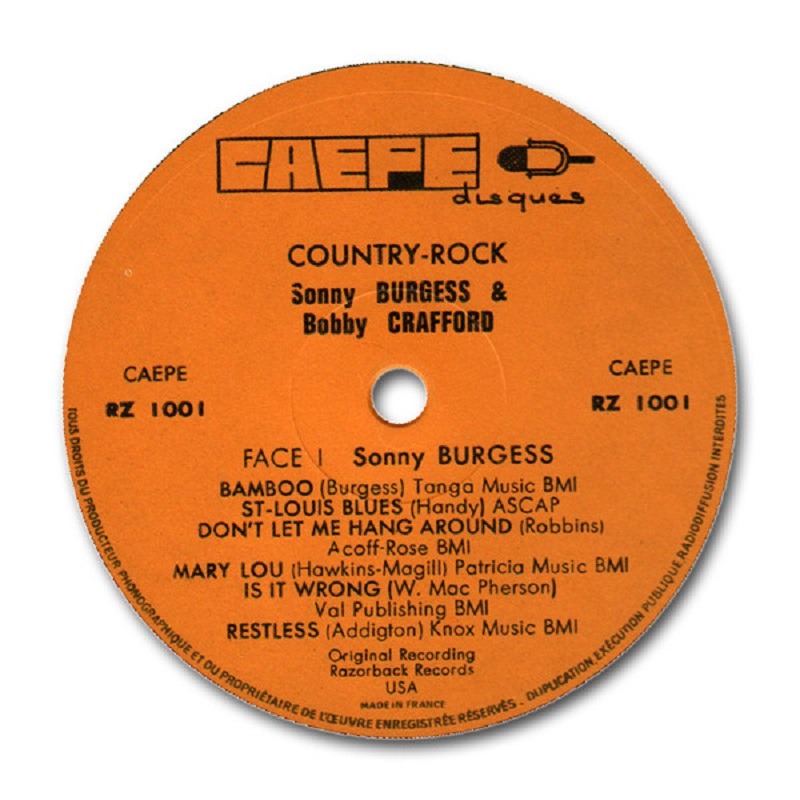 CAEPE
disques
COUNTRY-ROCK
Sonny BURGESS &
Bobby CRAFFORD
CAEPE
RZ 1001
CAEPE
RZ 1001
FACE I Sonny BURGESS
BAMBOO (Burgess) Tanga Music BMI
ST-LOUIS BLUES (Handy) ASCAP
DON'T LET ME HANG AROUND (Robbins)
Acoff-Rose BMI
MARY LOU (Hawkins-Magill) Patricia Music BMI
IS IT WRONG (W. Mac Pherson)
Val Publishing BMI
RESTLESS (Addigton) Knox Music BMI
Original Recording
Razorback Records
USA
MADE IN FRANCE
TOUS DROITS DU PRODUCTEUR PHONOGRAPHIQUE ET DU PROPRIÉTAIRE DE L'ŒUVRE ENREGISTRÉE RÉSERVÉS - DUPLICATION, EXÉCUTION PUBLIQUE, RADIODIFFUSION INTERDITES